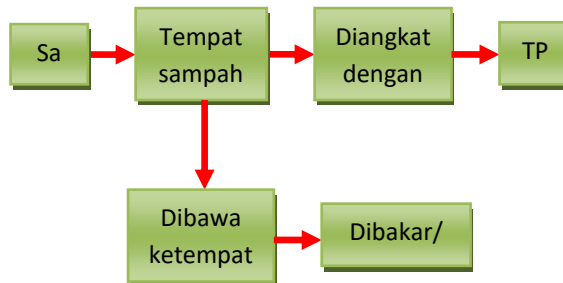 Sa
Tempat
sampah
Diangkat
dengan
TP
Dibawa
ketempat
Dibakar/